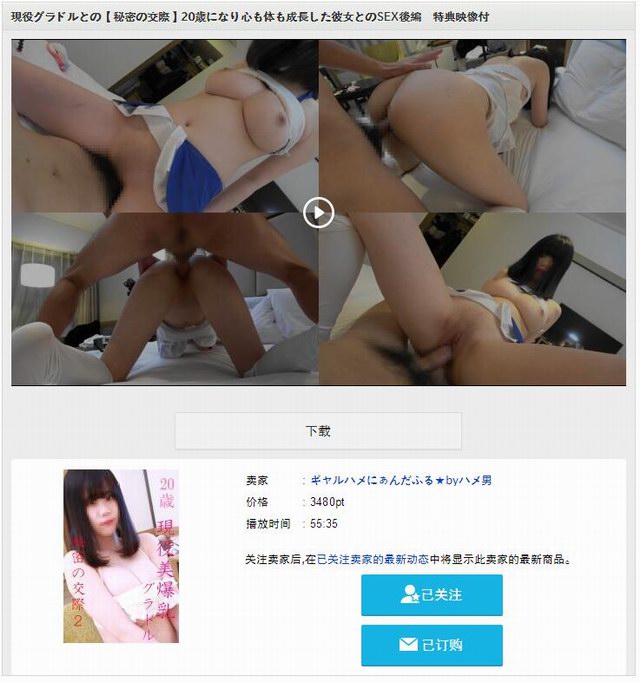 現役グラドルとの【秘密の交際】20歳になり心も体も成長した彼女とのSEX後編　特典映像付
下载
20歳 現役美爆乳グラドル
秘密の交際2
卖家 : ギャルハメにぁんだふる★byハメ男
价格 : 3480pt
播放时间 : 55:35
关注卖家后,在已关注卖家的最新动态中将显示此卖家的最新商品。
已关注
已订购